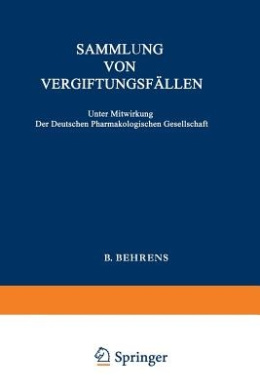 SAMMLUNG
VON
VERGIFTUNGSFÄLLEN
Unter Mitwirkung
Der Deutschen Pharmakologischen Gesellschaft
B. BEHRENS
Springer